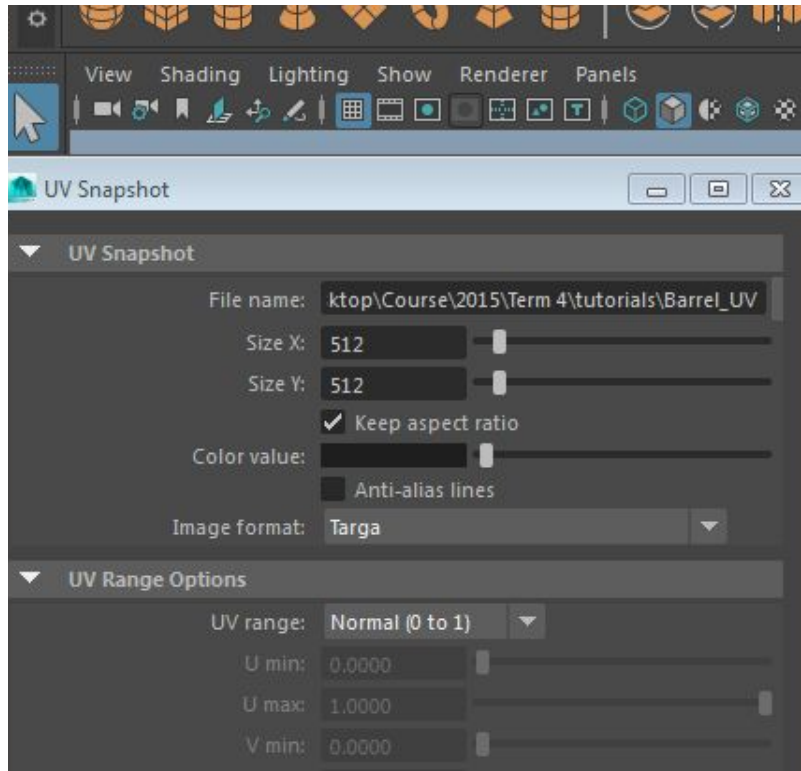 View Shading Lighting Show Renderer Panels
UV Snapshot
UV Snapshot
File name: ktop\Course\2015\Term 4\tutorials\Barrel_UV
Size X: 512
Size Y: 512
Keep aspect ratio
Color value:
Anti-alias lines
Image format: Targa
UV Range Options
UV range: Normal (0 to 1)
U min: 0.0000
U max: 1.0000
V min: 0.0000